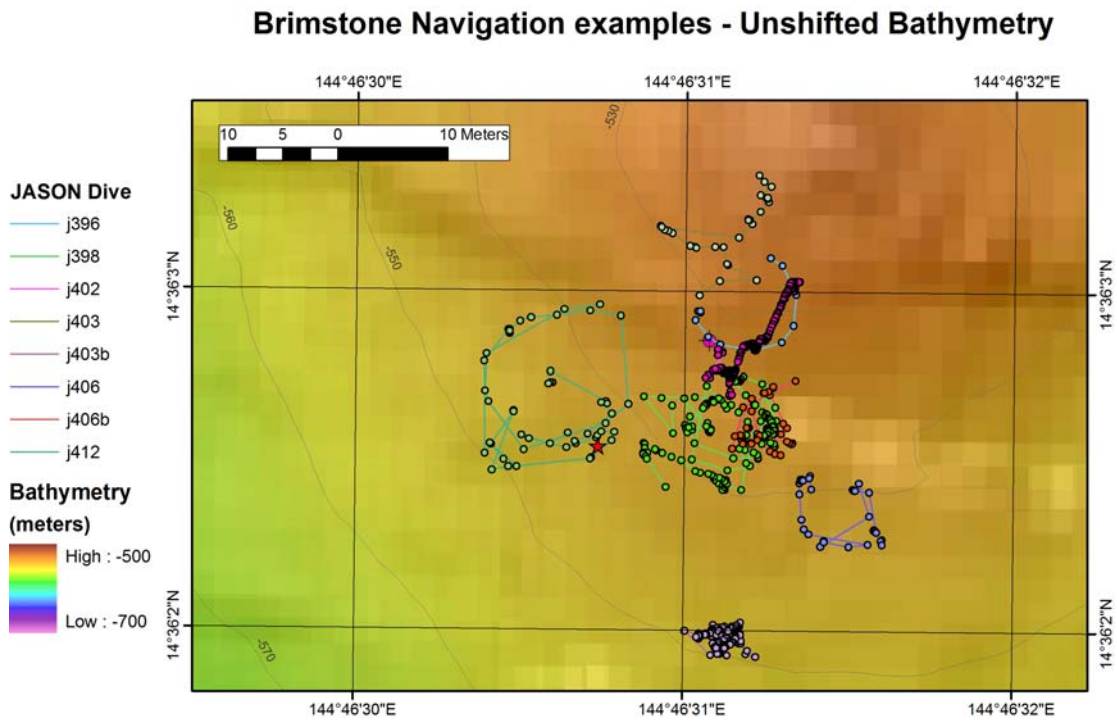 Brimstone Navigation examples - Unshifted Bathymetry
144°46'30"E
144°46'31"E
144°46'32"E
10 5 0 10 Meters
-530
-560
-550
-570
JASON Dive
j396
j398
j402
j403
j403b
j406
j406b
j412
Bathymetry
(meters)
High : -500
Low : -700
14°36'3"N
14°36'3"N
14°36'2"N
14°36'2"N
144°46'30"E
144°46'31"E
144°46'32"E